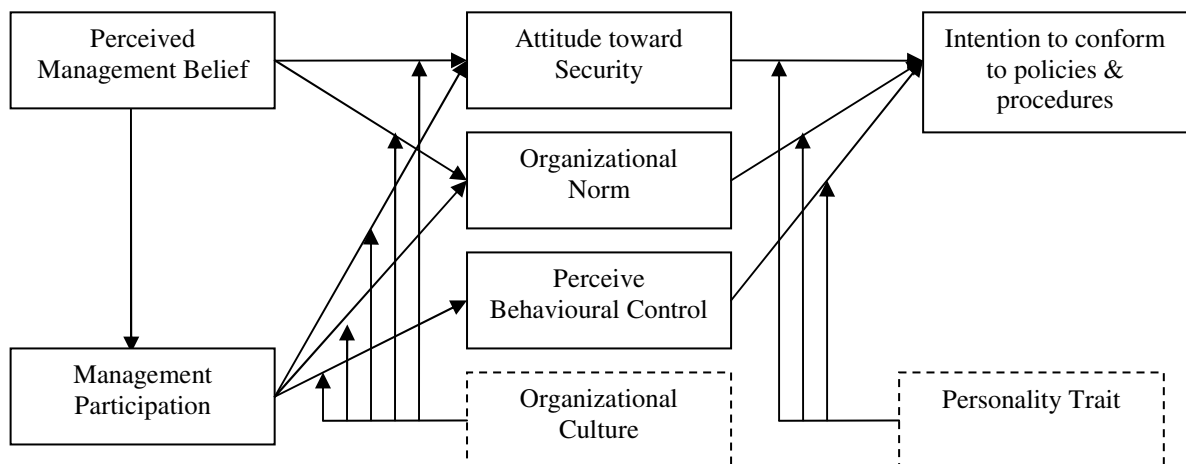 Perceived
Management Belief
Attitude toward
Security
Intention to conform
to policies &
procedures
Organizational
Norm
Perceive
Behavioural Control
Management
Participation
Organizational
Culture
Personality Trait